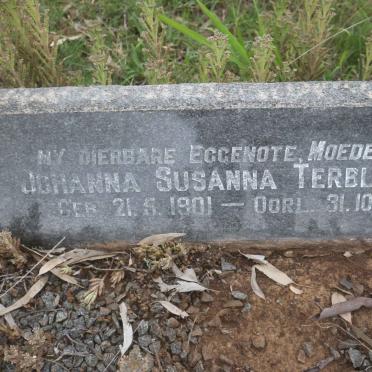 MY DIERBARE EGGENOTE, MOEDE
JOHANNA SUSANNA TERBL
GEB. 21. 5. 1901 — OORL. 31. 10